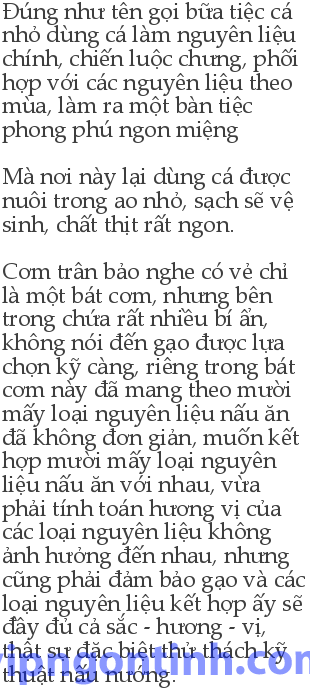 Đúng như tên gọi bữa tiệc cá
nhỏ dùng cá làm nguyên liệu
chính, chiến luộc chưng, phối
hợp với các nguyên liệu theo
mùa, làm ra một bàn tiệc
phong phú ngon miệng
Mà nơi này lại dùng cá được
nuôi trong ao nhỏ, sạch sẽ vệ
sinh, chất thịt rất ngon.
Cơm trân bảo nghe có vẻ chỉ
là một bát cơm, nhưng bên
trong chứa rất nhiều bí ẩn,
không nói đến gạo được lựa
chọn kỹ càng, riêng trong bát
cơm này đã mang theo mười
mấy loại nguyên liệu nấu ăn
đã không đơn giản, muốn kết
hợp mười mấy loại nguyên
liệu nấu ăn với nhau, vừa
phải tính toán hương vị của
các loại nguyên liệu không
ảnh hưởng đến nhau, nhưng
cũng phải đảm bảo gạo và các
loại nguyên liệu kết hợp ấy sẽ
đầy đủ cả sắc - hương - vị,
thật sự đặc biệt thử thách kỹ
thuật nấu nướng.
vipngontinh.com